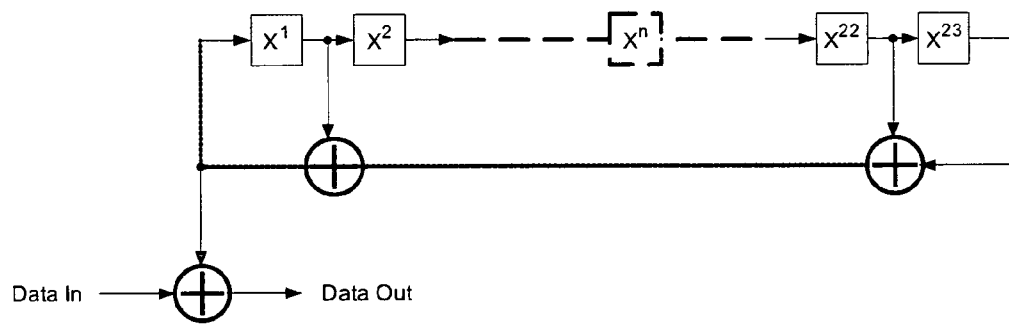 X¹ X² Xⁿ X²² X²³
Data In Data Out